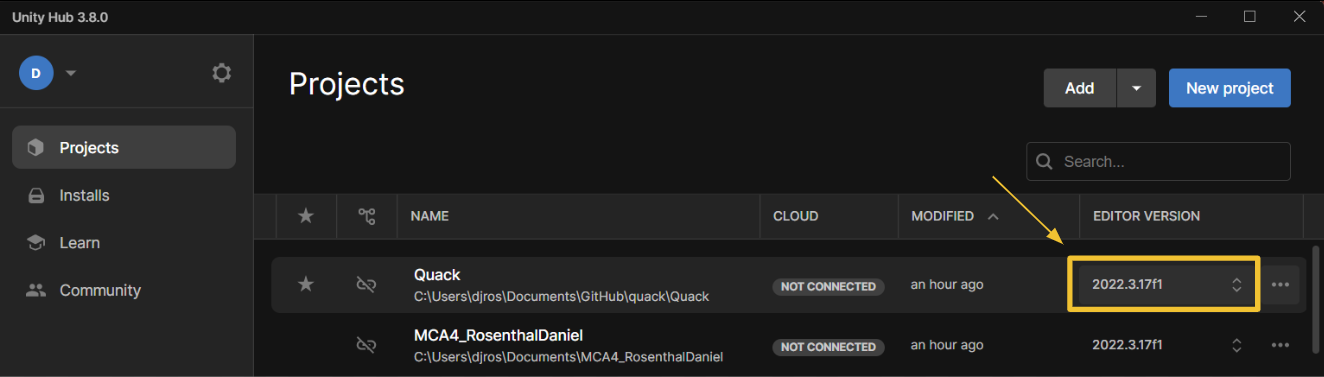 Unity Hub 3.8.0
D
Projects
Installs
Learn
Community
Projects
Add
New project
Search...
NAME CLOUD MODIFIED EDITOR VERSION
Quack
C:\Users\djros\Documents\GitHub\quack\Quack
NOT CONNECTED an hour ago 2022.3.17f1
MCA4_RosenthalDaniel
C:\Users\djros\Documents\MCA4_RosenthalDaniel
NOT CONNECTED an hour ago 2022.3.17f1